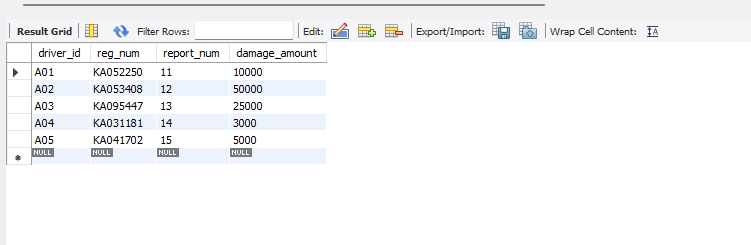 Result Grid Filter Rows: Edit: Export/Import: Wrap Cell Content: IA
driver_id reg_num report_num damage_amount
A01 KA052250 11 10000
A02 KA053408 12 50000
A03 KA095447 13 25000
A04 KA031181 14 3000
A05 KA041702 15 5000
NULL NULL NULL NULL